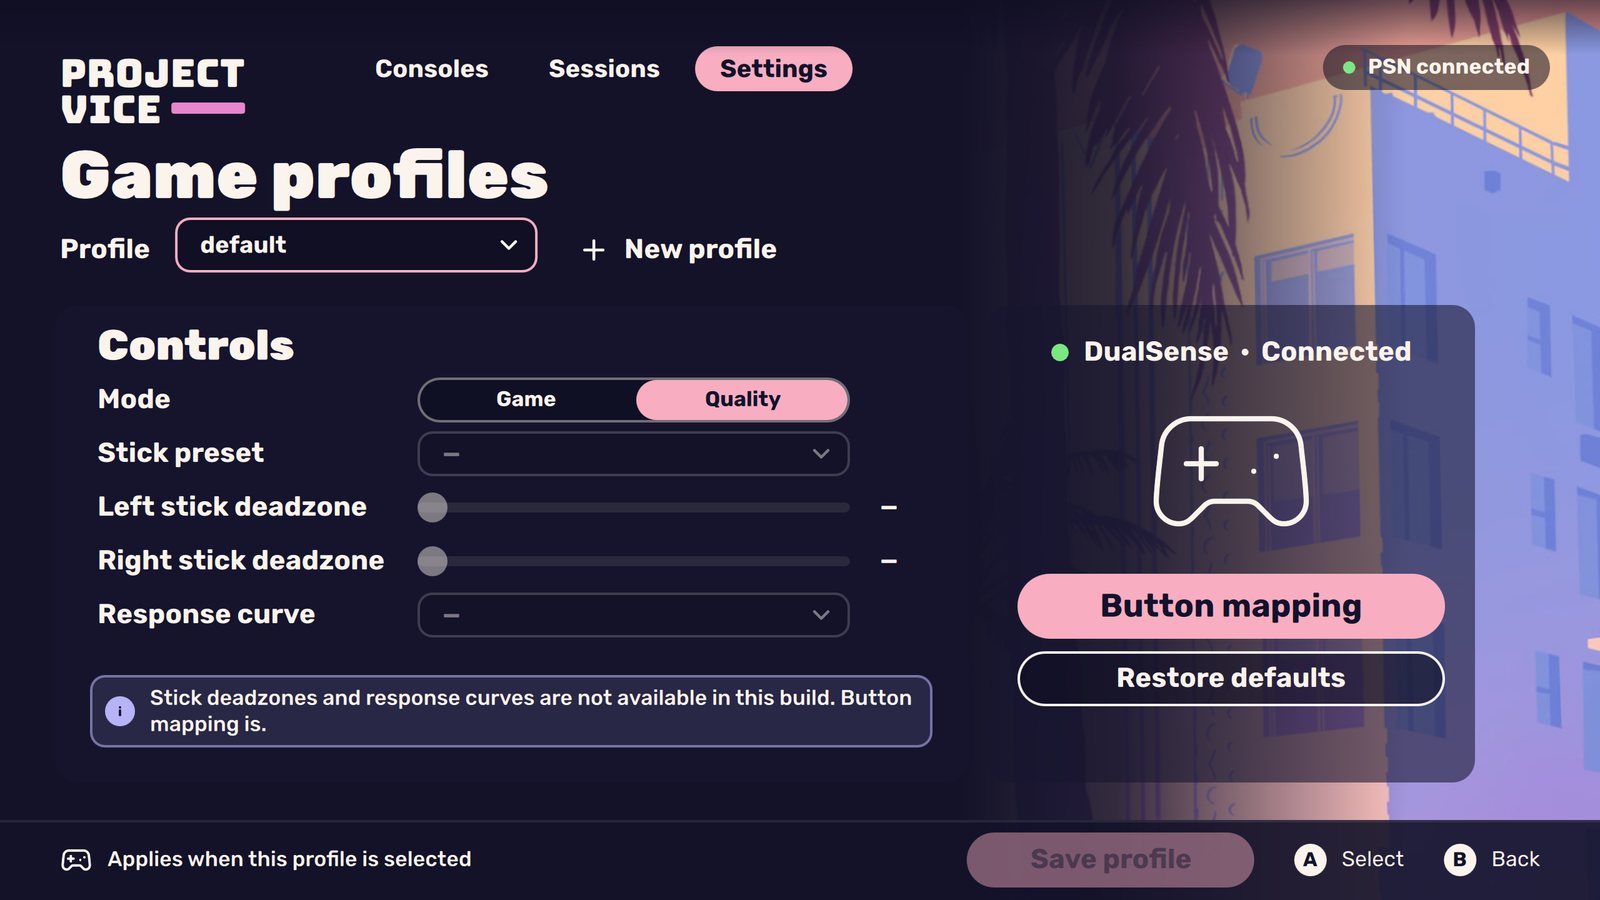 PROJECT
VICE
Consoles
Sessions
Settings
PSN connected
Game profiles
Profile
default
New profile
Controls
Mode
Game
Quality
Stick preset
–
Left stick deadzone
–
Right stick deadzone
–
Response curve
–
Stick deadzones and response curves are not available in this build. Button
mapping is.
DualSense • Connected
Button mapping
Restore defaults
Applies when this profile is selected
Save profile
A Select
B Back